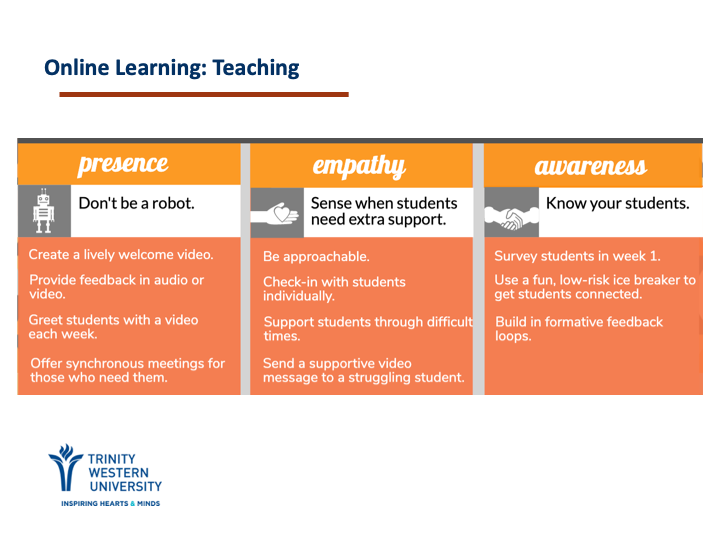 Online Learning: Teaching
presence
Don't be a robot.
Create a lively welcome video.
Provide feedback in audio or
video.
Greet students with a video
each week.
Offer synchronous meetings for
those who need them.
empathy
Sense when students
need extra support.
Be approachable.
Check-in with students
individually.
Support students through difficult
times.
Send a supportive video
message to a struggling student.
awareness
Know your students.
Survey students in week 1.
Use a fun, low-risk ice breaker to
get students connected.
Build in formative feedback
loops.
TRINITY
WESTERN
UNIVERSITY
INSPIRING HEARTS & MINDS